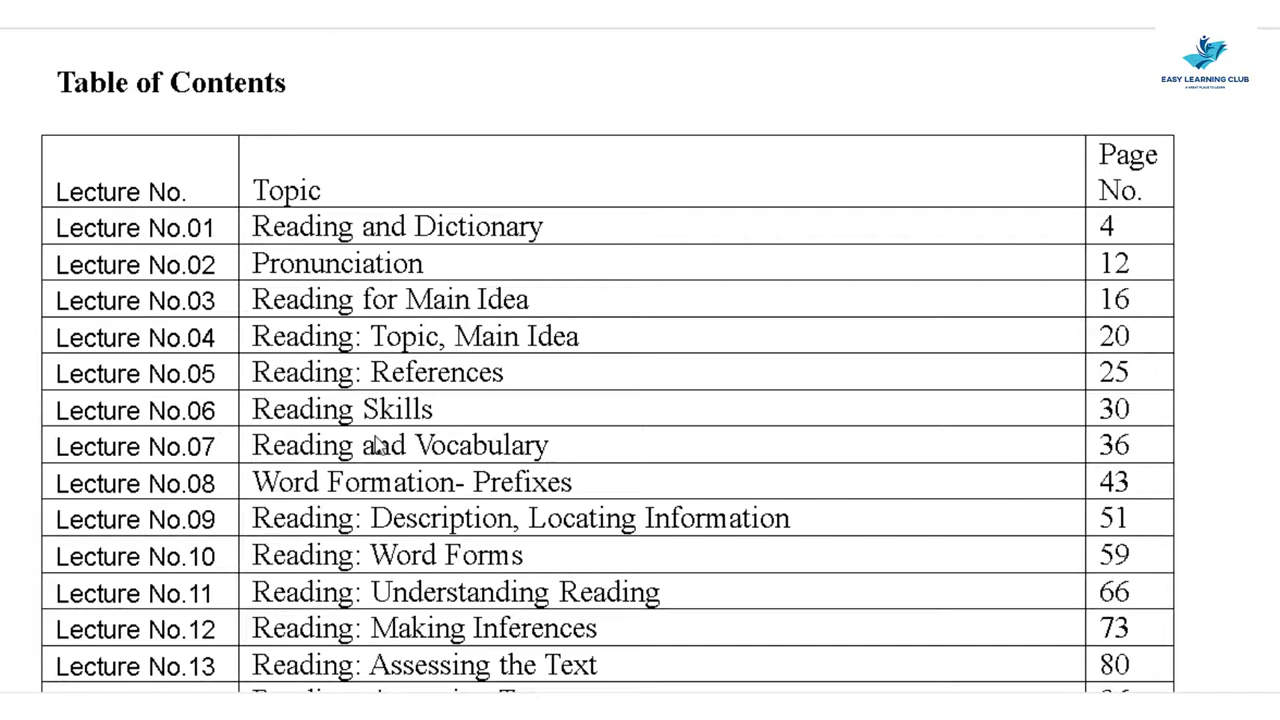 EASY LEARNING CLUB
A GREAT PLACE TO LEARN
Table of Contents
Lecture No. Topic Page No.
Lecture No.01 Reading and Dictionary 4
Lecture No.02 Pronunciation 12
Lecture No.03 Reading for Main Idea 16
Lecture No.04 Reading: Topic, Main Idea 20
Lecture No.05 Reading: References 25
Lecture No.06 Reading Skills 30
Lecture No.07 Reading and Vocabulary 36
Lecture No.08 Word Formation- Prefixes 43
Lecture No.09 Reading: Description, Locating Information 51
Lecture No.10 Reading: Word Forms 59
Lecture No.11 Reading: Understanding Reading 66
Lecture No.12 Reading: Making Inferences 73
Lecture No.13 Reading: Assessing the Text 80